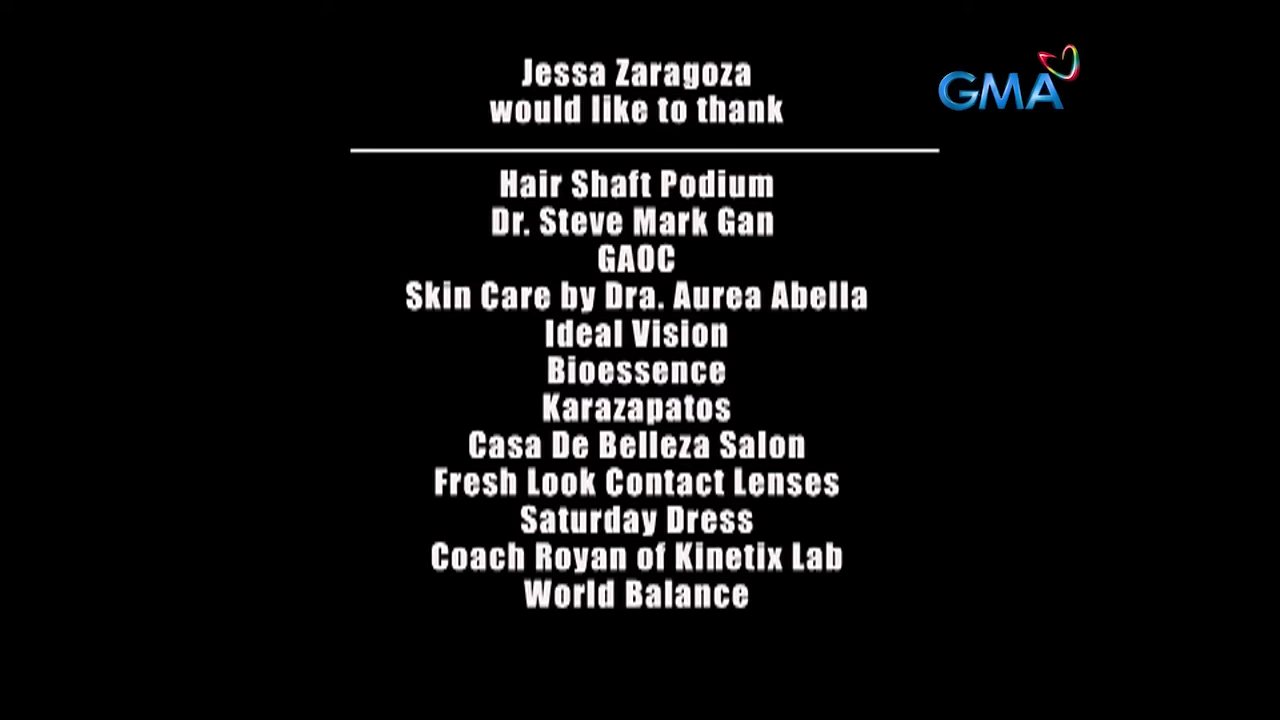 Jessa Zaragoza
would like to thank
GMA
Hair Shaft Podium
Dr. Steve Mark Gan
GAOC
Skin Care by Dra. Aurea Abella
Ideal Vision
Bioessence
Karazapatos
Casa De Belleza Salon
Fresh Look Contact Lenses
Saturday Dress
Coach Royan of Kinetix Lab
World Balance